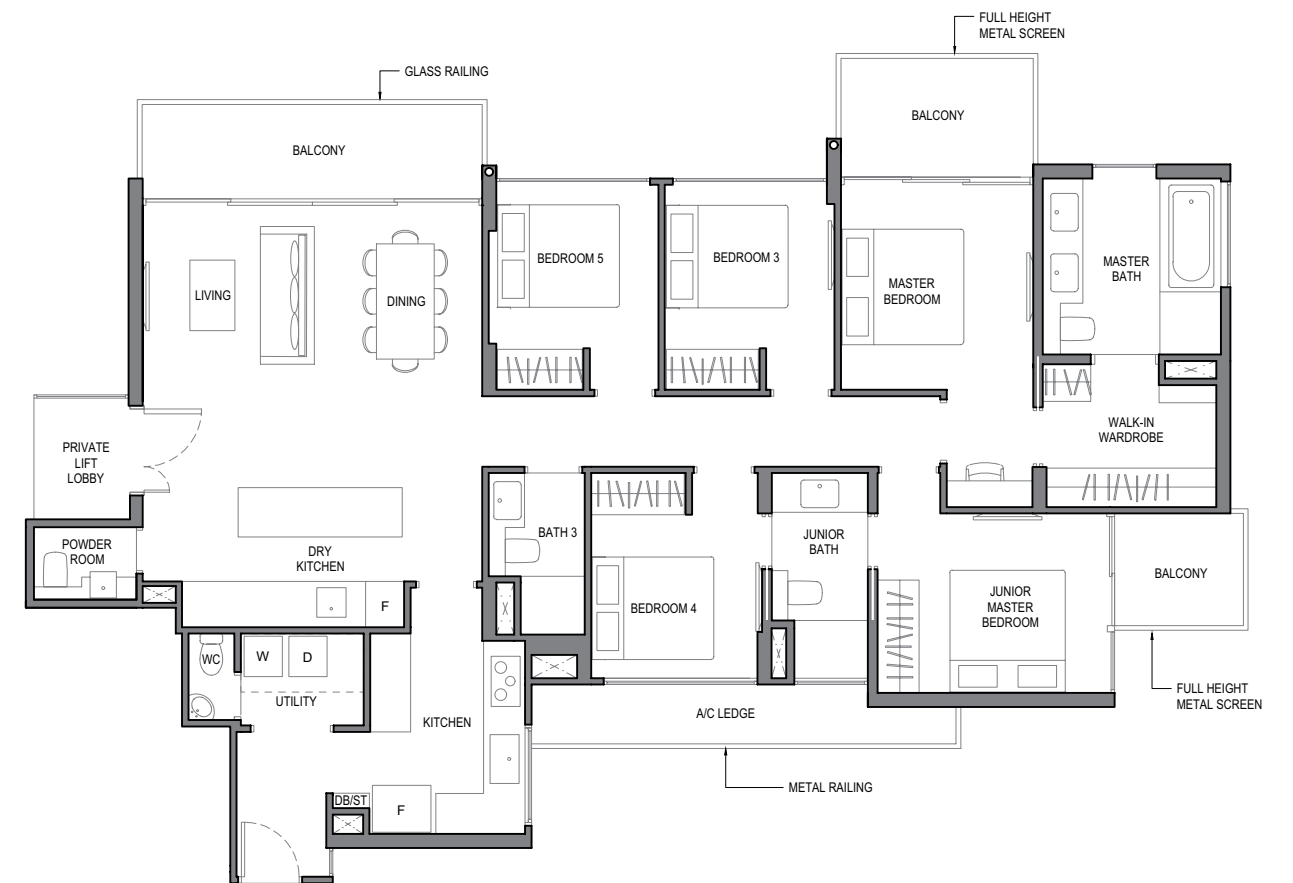 FULL HEIGHT
METAL SCREEN
GLASS RAILING
BALCONY
BALCONY
BEDROOM 5
BEDROOM 3
MASTER
BEDROOM
MASTER
BATH
LIVING
DINING
PRIVATE
LIFT
LOBBY
WALK-IN
WARDROBE
POWDER
ROOM
DRY
KITCHEN
F
BATH 3
BEDROOM 4
JUNIOR
BATH
JUNIOR
MASTER
BEDROOM
BALCONY
WC
W
D
UTILITY
KITCHEN
A/C LEDGE
FULL HEIGHT
METAL SCREEN
METAL RAILING
DB/ST
F